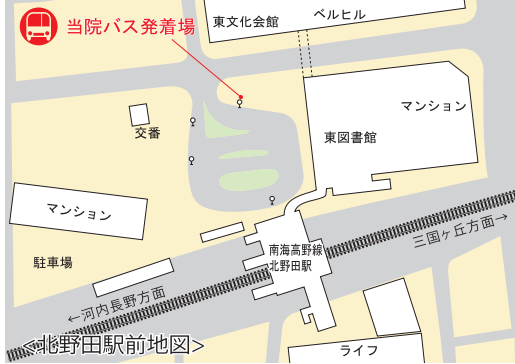 当院バス発着場
東文化会館
ベルヒル
交番
マンション
東図書館
マンション
駐車場
南海高野線
北野田駅
三国ケ丘方面→
←河内長野方面
ライフ
<北野田駅前地図>